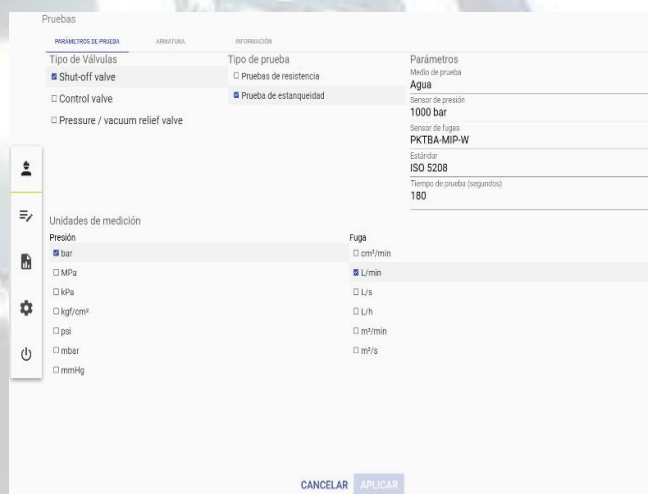 Pruebas
PARÁMETROS DE PRUEBA
ARMATURA
INFORMACIÓN
Tipo de Válvulas
Shut-off valve
Control valve
Pressure / vacuum relief valve
Tipo de prueba
Pruebas de resistencia
Prueba de estanqueidad
Parámetros
Medio de prueba
Agua
Sensor de presión
1000 bar
Sensor de fugas
PKTBA-MIP-W
Estándar
ISO 5208
Tiempo de prueba (segundos)
180
Unidades de medición
Presión
bar
MPa
kPa
kgf/cm²
psi
mbar
mmHg
Fuga
cm³/min
L/min
L/s
L/h
m³/min
m³/s
CANCELAR
APLICAR